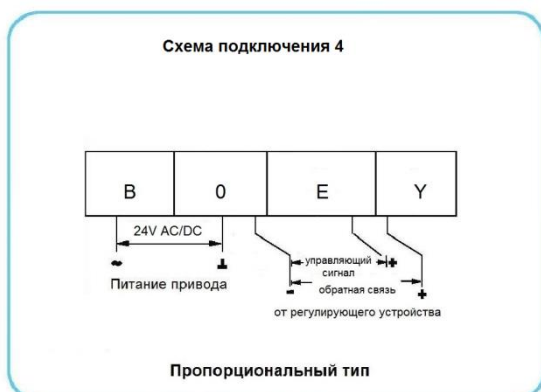 Схема подключения 4
B 0 E Y
24V AC/DC
~ ⊥
Питание привода
управляющий +
сигнал
- обратная связь +
от регулирующего устройства
Пропорциональный тип